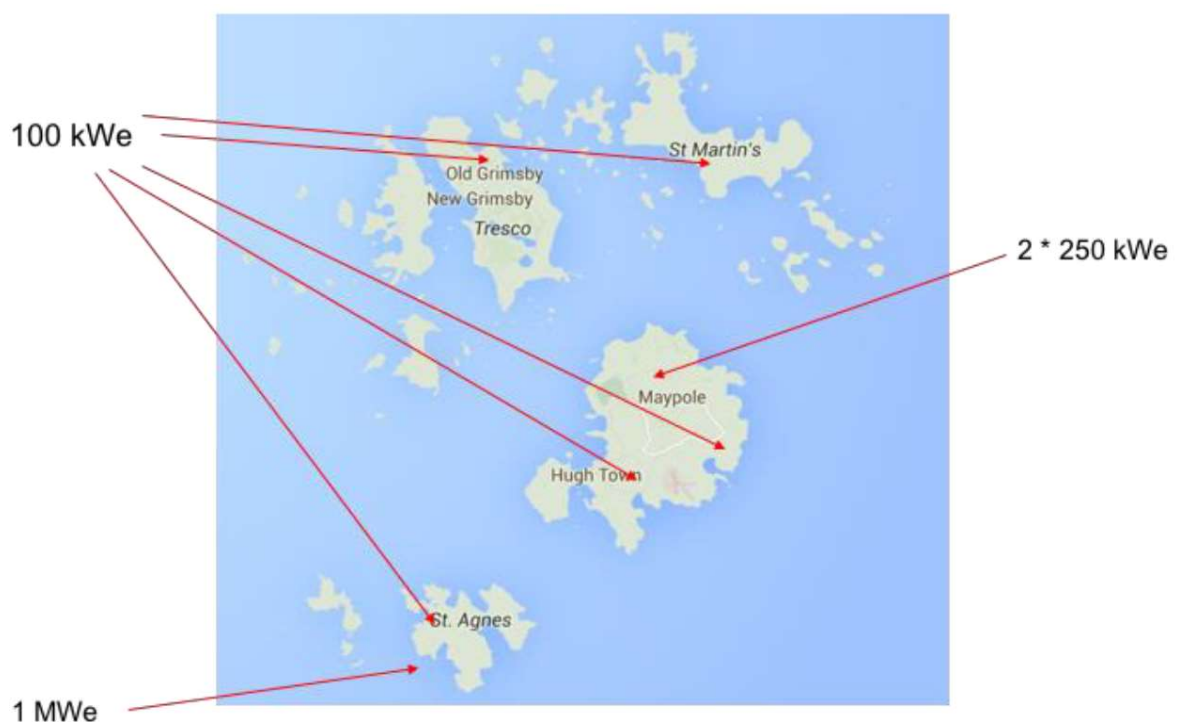 100 kWe
St Martin's
Old Grimsby
New Grimsby
Tresco
2 * 250 kWe
Maypole
Hugh Town
St. Agnes
1 MWe